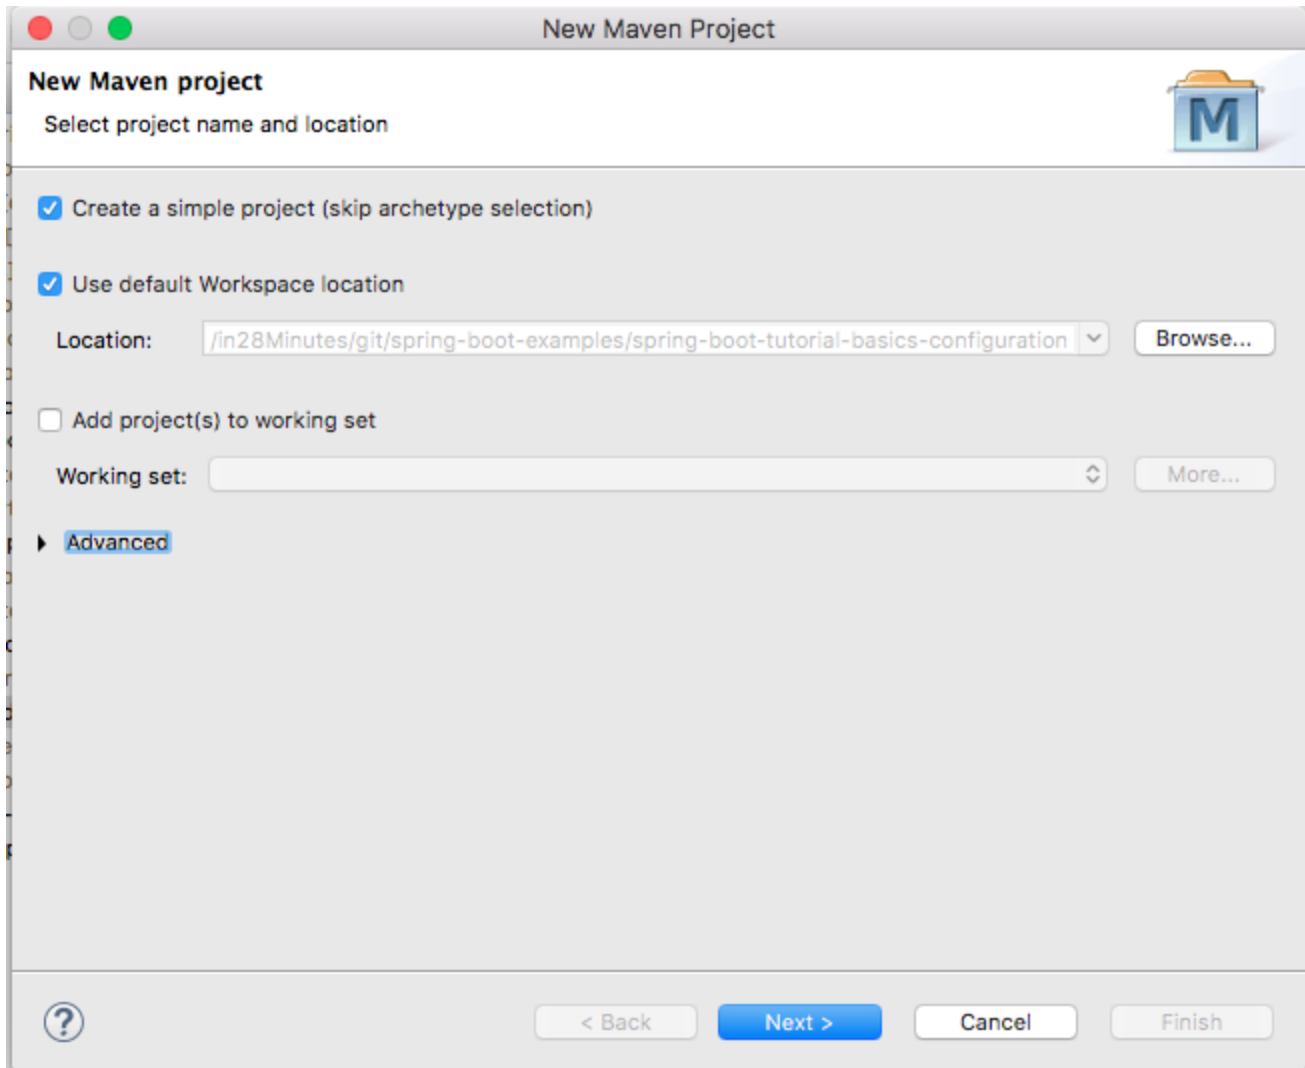 New Maven Project
New Maven project
Select project name and location
M
Create a simple project (skip archetype selection)
Use default Workspace location
Location: /in28Minutes/git/spring-boot-examples/spring-boot-tutorial-basics-configuration Browse...
Add project(s) to working set
Working set: More...
Advanced
? < Back Next > Cancel Finish